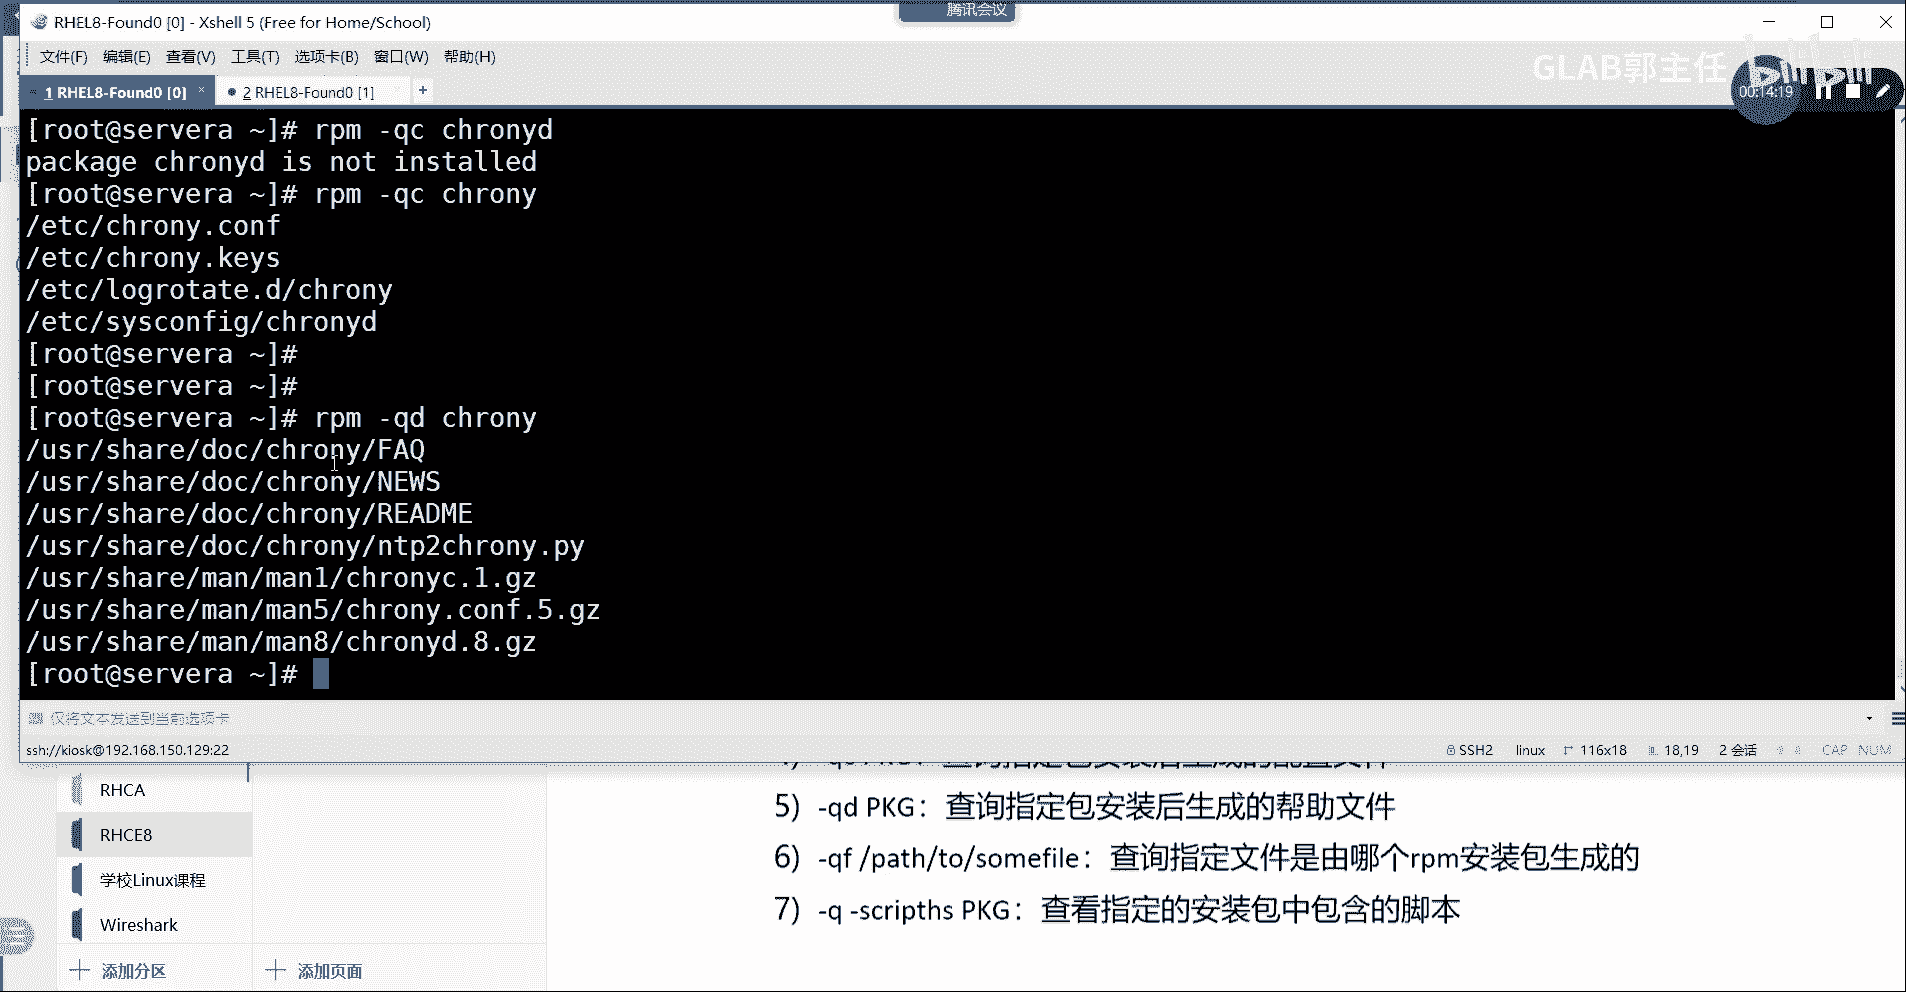 腾讯会议
RHEL8-Found0 [0] - Xshell 5 (Free for Home/School)
文件(F) 编辑(E) 查看(V) 工具(T) 选项卡(B) 窗口(W) 帮助(H)
GLAB郭主任
bilibili
1 RHEL8-Found0 [0] × 2 RHEL8-Found0 [1] +
00:14:19
[root@servera ~]# rpm -qc chronyd
package chronyd is not installed
[root@servera ~]# rpm -qc chrony
/etc/chrony.conf
/etc/chrony.keys
/etc/logrotate.d/chrony
/etc/sysconfig/chronyd
[root@servera ~]#
[root@servera ~]#
[root@servera ~]# rpm -qd chrony
/usr/share/doc/chrony/FAQ
/usr/share/doc/chrony/NEWS
/usr/share/doc/chrony/README
/usr/share/doc/chrony/ntp2chrony.py
/usr/share/man/man1/chronyc.1.gz
/usr/share/man/man5/chrony.conf.5.gz
/usr/share/man/man8/chronyd.8.gz
[root@servera ~]#
仅将文本发送到当前选项卡
ssh://kiosk@192.168.150.129:22 SSH2 linux 116x18 18,19 2 会话 CAP NUM
RHCA
RHCE8
学校Linux课程
Wireshark
添加分区 添加页面
5) -qd PKG：查询指定包安装后生成的帮助文件
6) -qf /path/to/somefile：查询指定文件是由哪个rpm安装包生成的
7) -q -scripths PKG：查看指定的安装包中包含的脚本